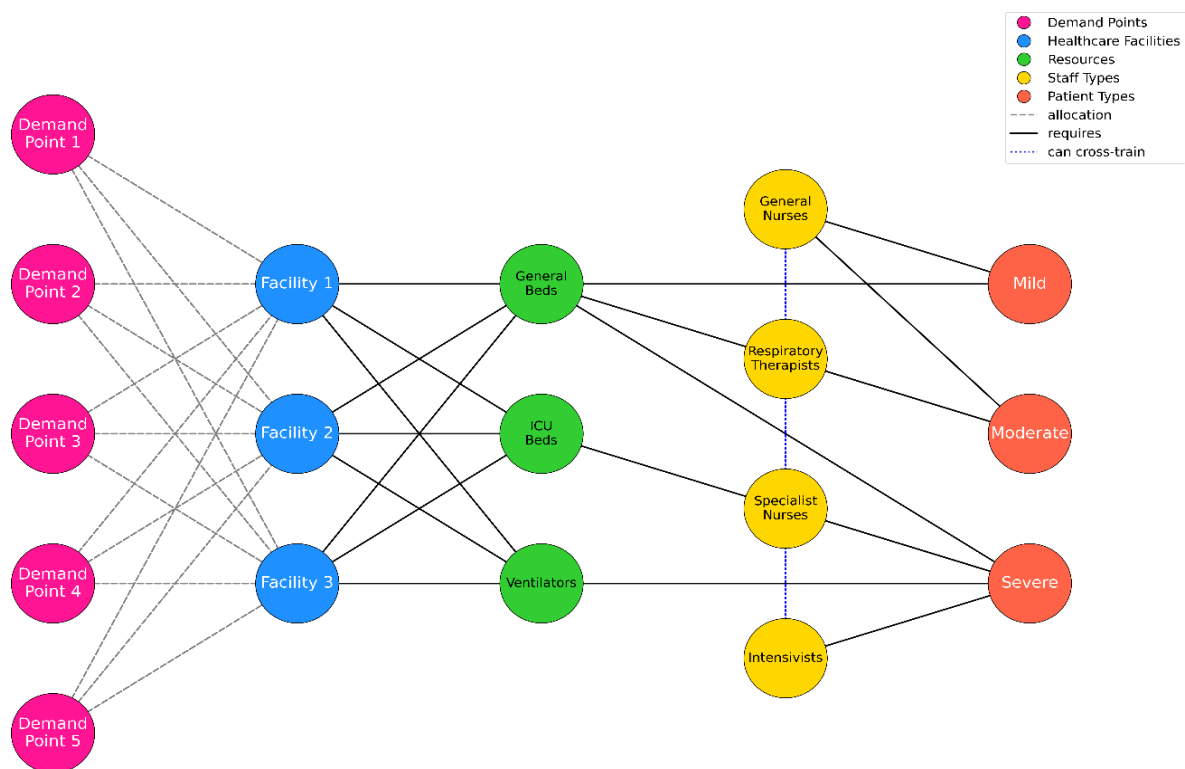 Demand Points
Healthcare Facilities
Resources
Staff Types
Patient Types
allocation
requires
can cross-train
Demand
Point 1
Demand
Point 2
Demand
Point 3
Demand
Point 4
Demand
Point 5
Facility 1
Facility 2
Facility 3
General
Beds
ICU
Beds
Ventilators
General
Nurses
Respiratory
Therapists
Specialist
Nurses
Intensivists
Mild
Moderate
Severe